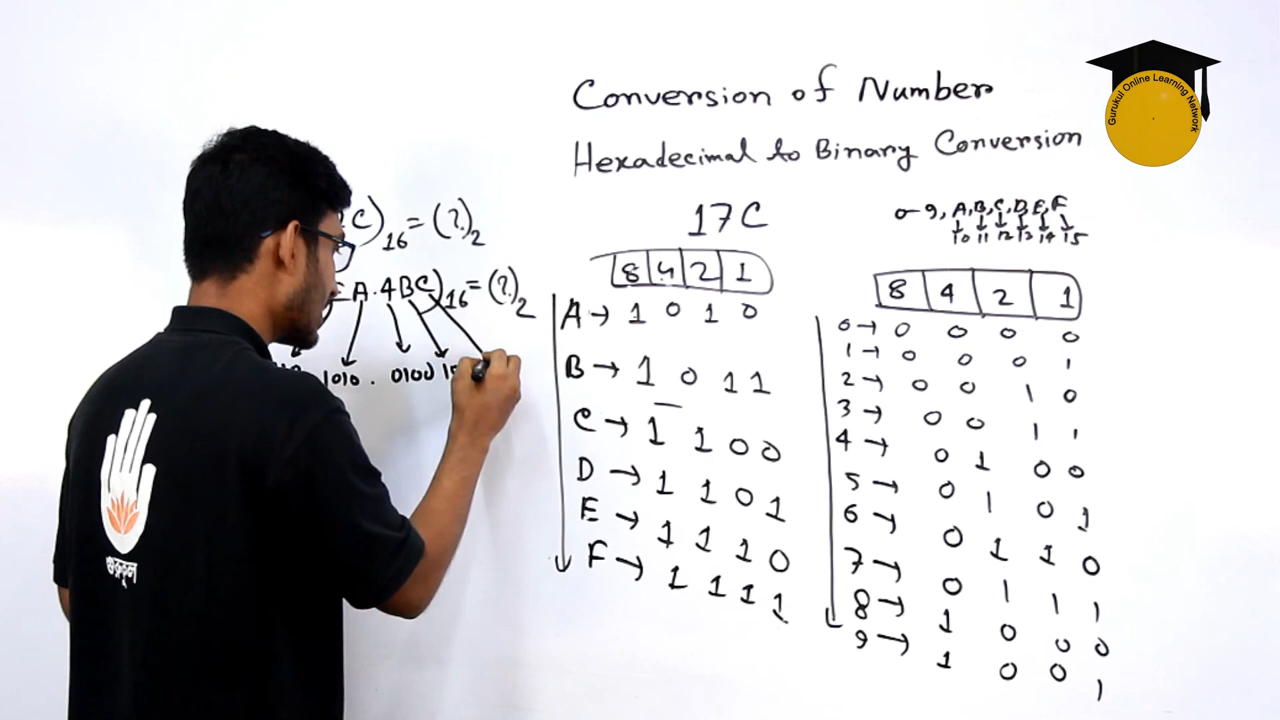 Conversion of Number
Hexadecimal to Binary Conversion
Gurukul Online Learning Network
C)16 = (?)2
A.4BC)16 = (?)2
1010 . 0100
17C
8 4 2 1
A → 1 0 1 0
B → 1 0 1 1
C → 1 1 0 0
D → 1 1 0 1
E → 1 1 1 0
F → 1 1 1 1
0-9, A, B, C, D, E, F
10 11 12 13 14 15
8 4 2 1
0 → 0 0 0 0
1 → 0 0 0 1
2 → 0 0 1 0
3 → 0 0 1 1
4 → 0 1 0 0
5 → 0 1 0 1
6 → 0 1 1 0
7 → 0 1 1 1
8 → 1 0 0 0
9 → 1 0 0 1
গুরুকুল